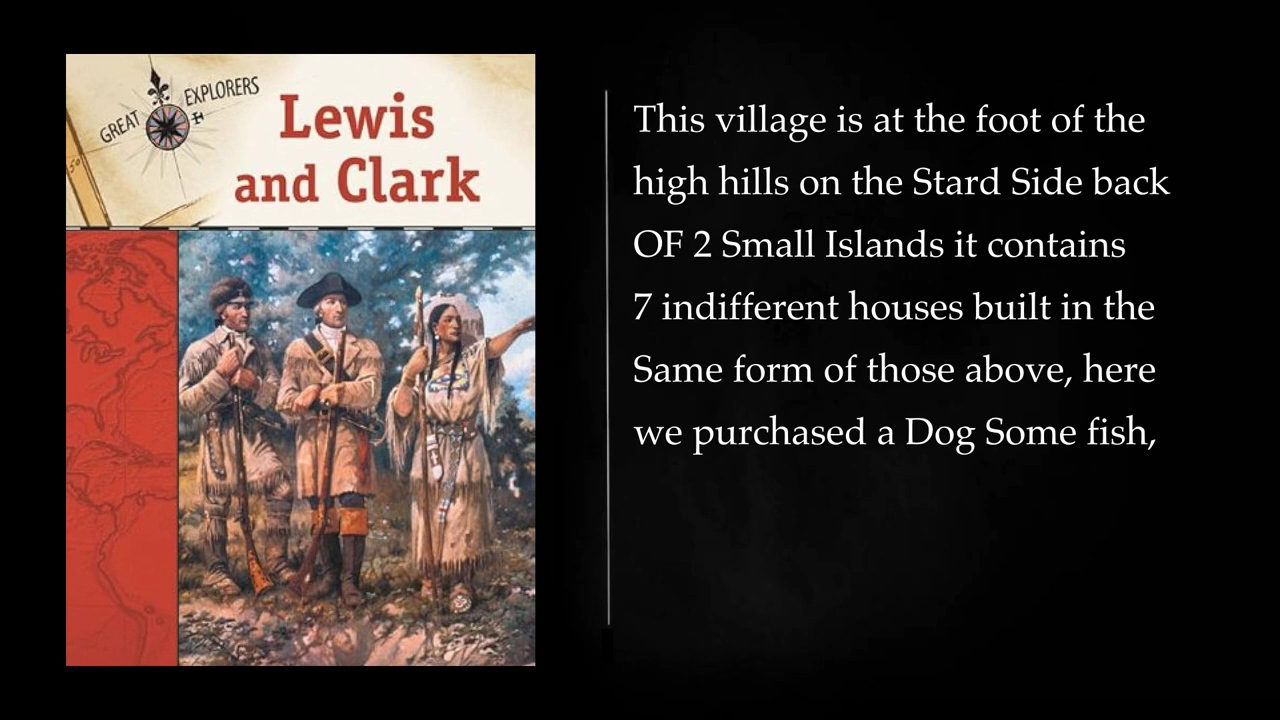 GREAT EXPLORERS
Lewis
and Clark
50
This village is at the foot of the
high hills on the Stard Side back
OF 2 Small Islands it contains
7 indifferent houses built in the
Same form of those above, here
we purchased a Dog Some fish,